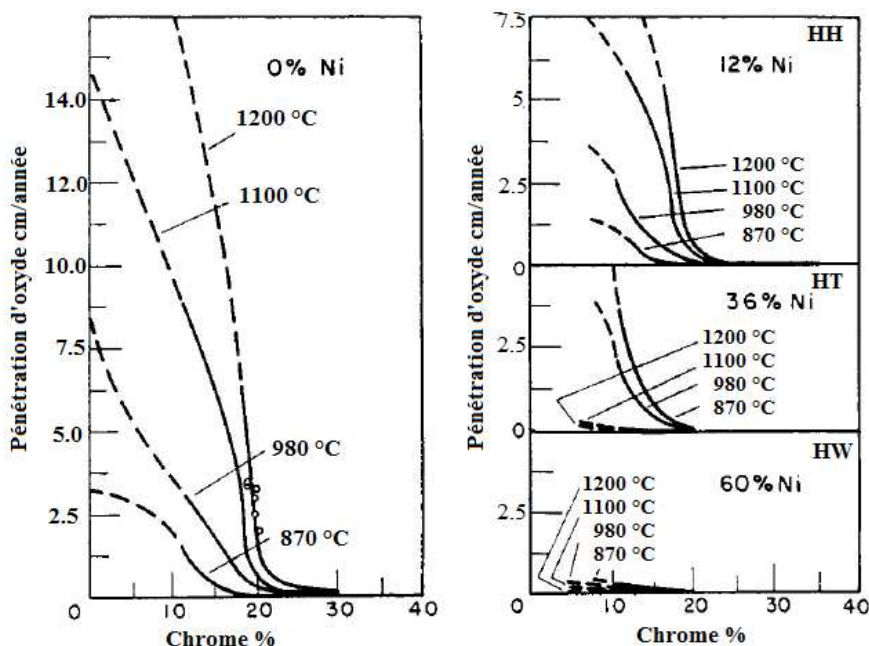 Pénétration d'oxyde cm/année
14.0
12.0
10.0
7.5
5.0
2.5
0
0% Ni
1200 °C
1100 °C
980 °C
870 °C
10
20
30
40
Chrome %
Pénétration d'oxyde cm/année
7.5
5
2.5
0
HH
12% Ni
1200 °C
1100 °C
980 °C
870 °C
2.5
0
HT
36% Ni
1200 °C
1100 °C
980 °C
870 °C
2.5
0
HW
60% Ni
1200 °C
1100 °C
980 °C
870 °C
10
20
30
40
Chrome %